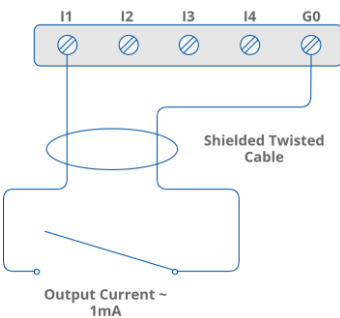 I1 I2 I3 I4 G0
Shielded Twisted
Cable
Output Current ~
1mA